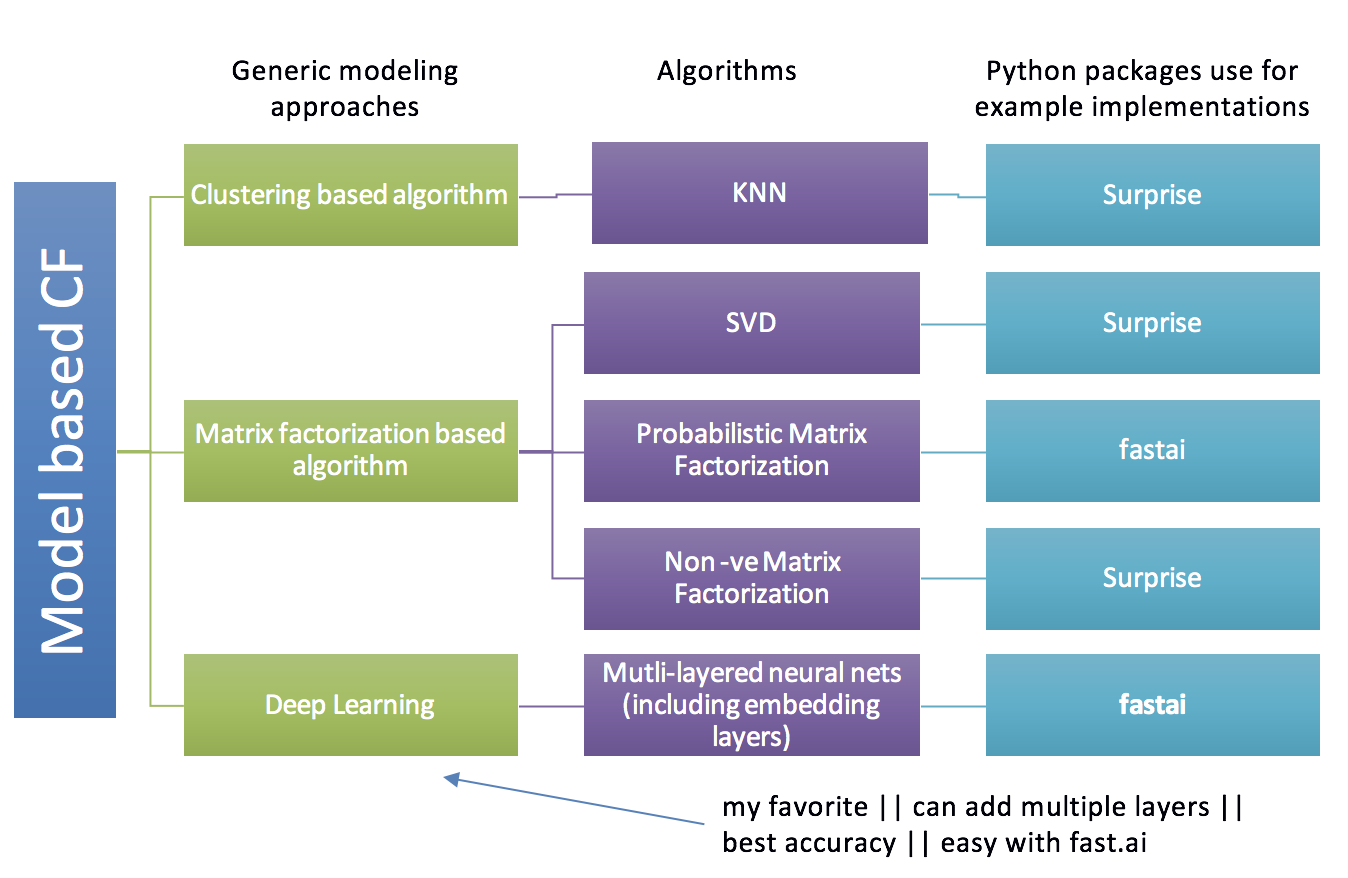 Generic modeling
approaches
Algorithms
Python packages use for
example implementations
Model based CF
Clustering based algorithm
KNN
Surprise
SVD
Surprise
Matrix factorization based
algorithm
Probabilistic Matrix
Factorization
fastai
Non -ve Matrix
Factorization
Surprise
Deep Learning
Mutli-layered neural nets
(including embedding
layers)
fastai
my favorite || can add multiple layers ||
best accuracy || easy with fast.ai